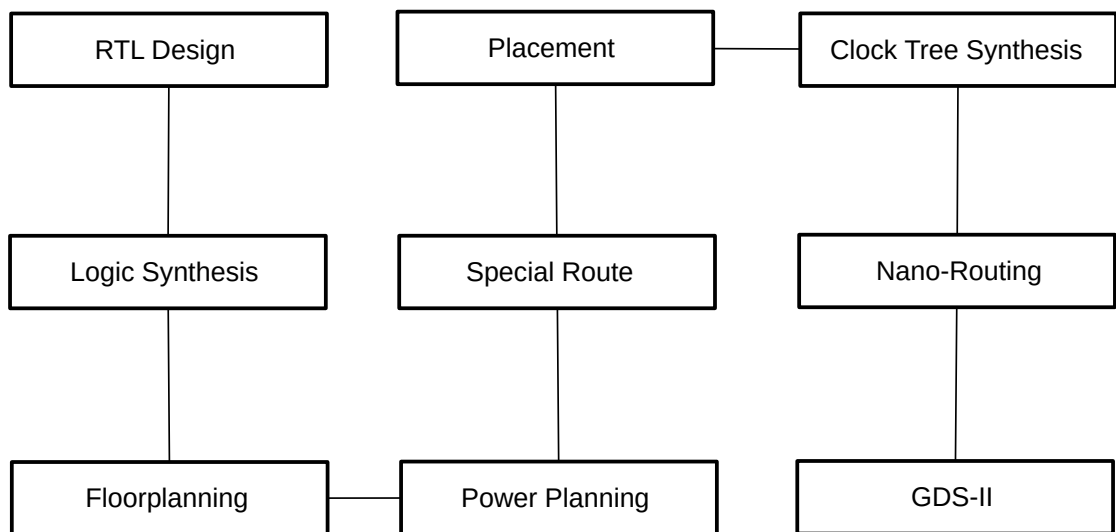 RTL Design
Placement
Clock Tree Synthesis
Logic Synthesis
Special Route
Nano-Routing
Floorplanning
Power Planning
GDS-II